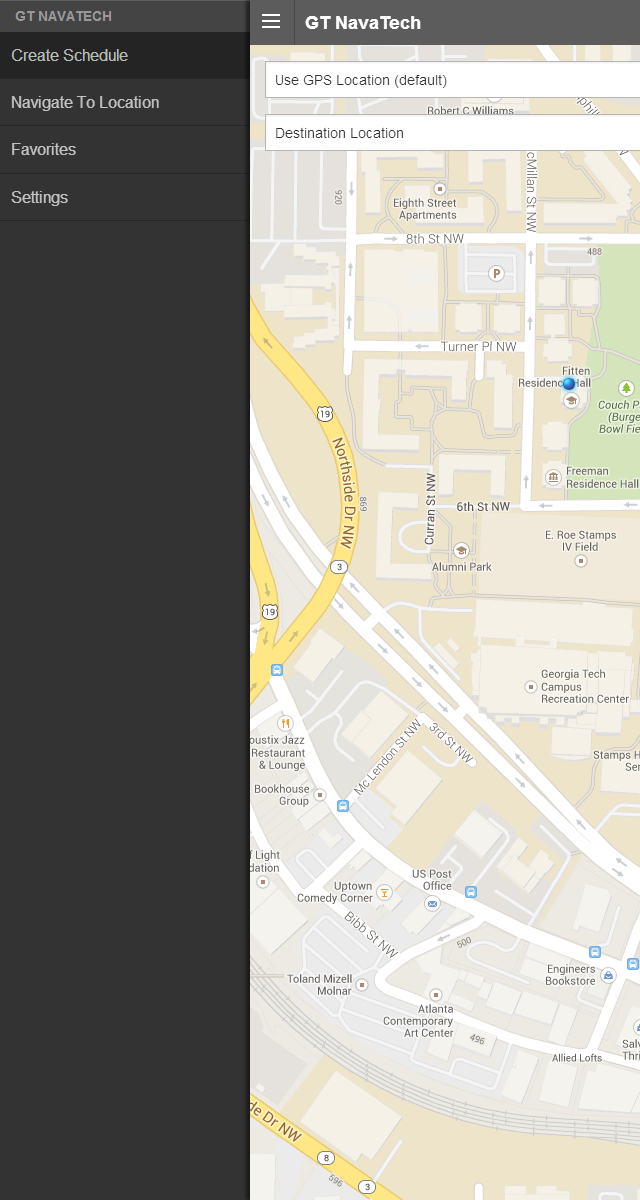 GT NAVATECH
Create Schedule
Navigate To Location
Favorites
Settings
GT NavaTech
Use GPS Location (default)
Robert C Williams
Destination Location
McMillan St NW
920
Eighth Street
Apartments
8th St NW
488
P
Turner Pl NW
Fitten
Residence Hall
Couch P
(Burge
Bowl Fie
19
Northside Dr NW
869
Freeman
Residence Hall
Curran St NW
6th St NW
E. Roe Stamps
IV Field
Alumni Park
3
19
Georgia Tech
Campus
Recreation Center
oustix Jazz
Restaurant
& Lounge
Mc Lendon St NW
3rd St NW
Stamps H
Ser
Bookhouse
Group
f Light
dation
US Post
Office
Uptown
Comedy Corner
Bibb St NW
500
Engineers
Bookstore
Toland Mizell
Molnar
Atlanta
Contemporary
Art Center
496
Salv
Thri
Allied Lofts
de Dr NW
8
596
3